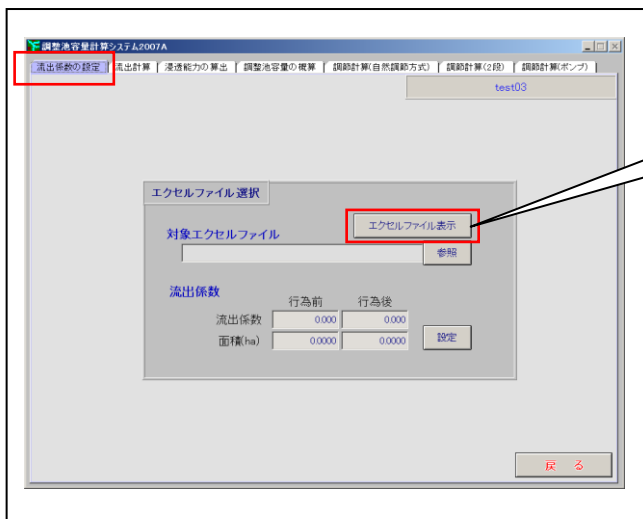 調整池容量計算システム2007A
流出係数の設定 流出計算 浸透能力の算出 調整池容量の概算 調節計算(自然調節方式) 調節計算(2段) 調節計算(ポンプ)
test03
エクセルファイル選択
エクセルファイル表示
対象エクセルファイル
参照
流出係数
行為前 行為後
流出係数 0.000 0.000
面積(ha) 0.0000 0.0000 設定
戻 る